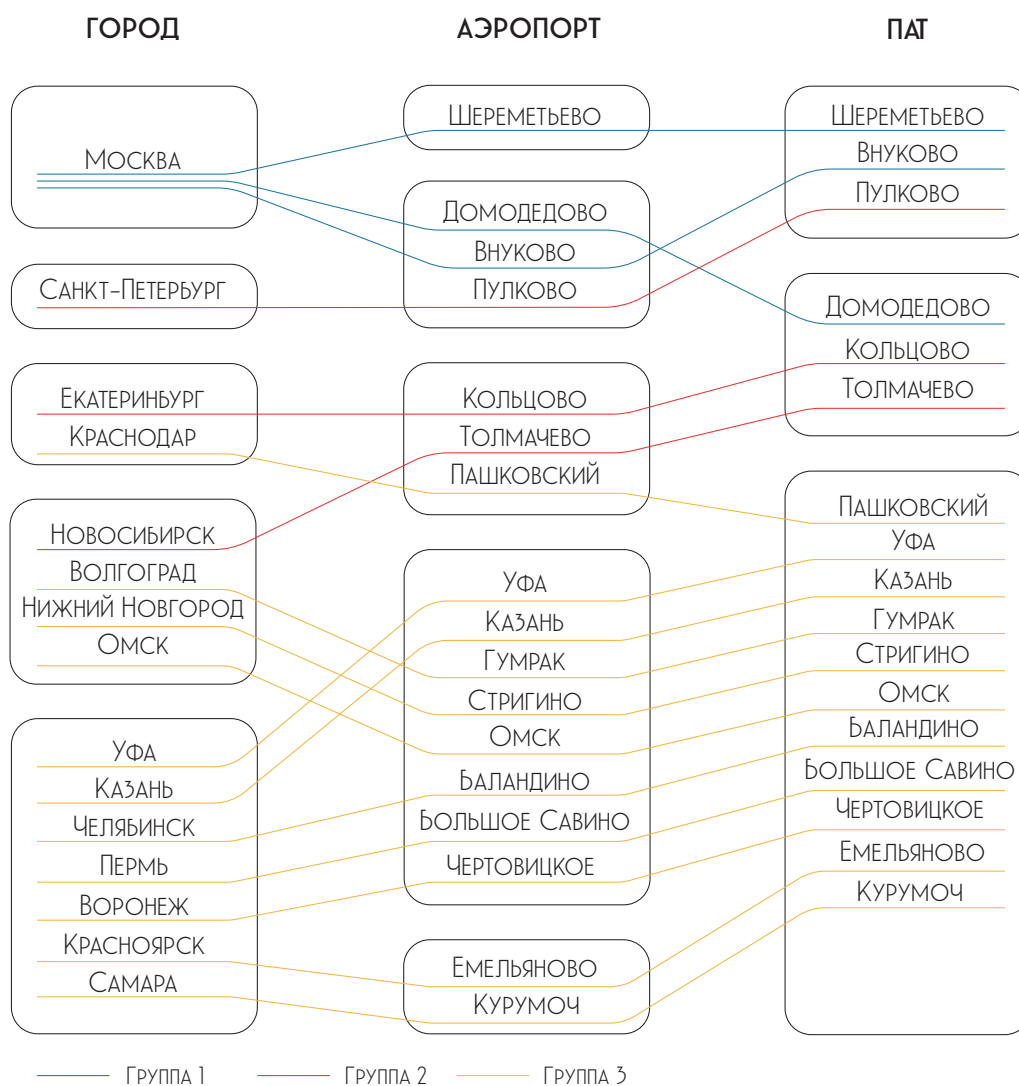 ГОРОД
АЭРОПОРТ
ПАТ
Москва
Санкт-Петербург
Екатеринбург
Краснодар
Новосибирск
Волгоград
Нижний Новгород
Омск
Уфа
Казань
Челябинск
Пермь
Воронеж
Красноярск
Самара
Шереметьево
Домодедово
Внуково
Пулково
Кольцово
Толмачево
Пашковский
Уфа
Казань
Гумрак
Стригино
Омск
Баландино
Большое Савино
Чертовицкое
Емельяново
Курумоч
Шереметьево
Внуково
Пулково
Домодедово
Кольцово
Толмачево
Пашковский
Уфа
Казань
Гумрак
Стригино
Омск
Баландино
Большое Савино
Чертовицкое
Емельяново
Курумоч
Группа 1
Группа 2
Группа 3